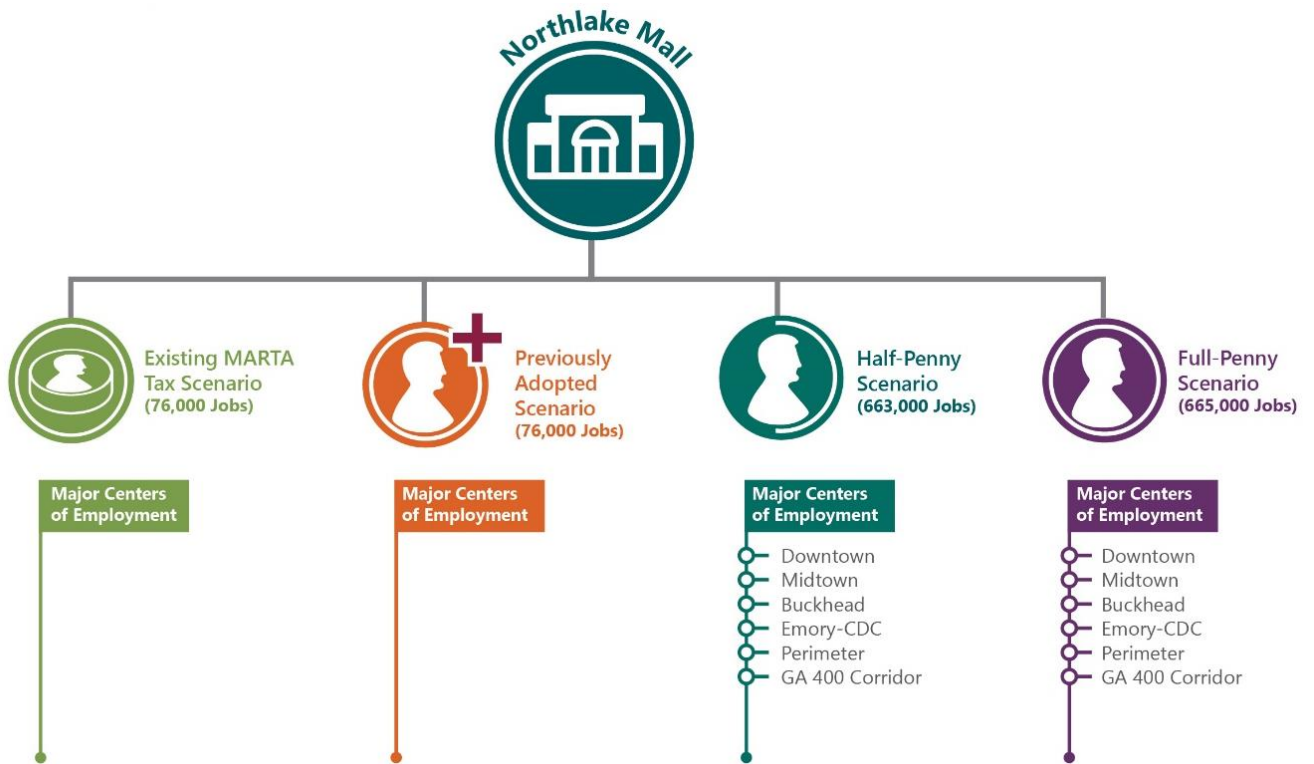 Northlake Mall
Existing MARTA
Tax Scenario
(76,000 Jobs)
Previously
Adopted
Scenario
(76,000 Jobs)
Half-Penny
Scenario
(663,000 Jobs)
Full-Penny
Scenario
(665,000 Jobs)
Major Centers
of Employment
Major Centers
of Employment
Major Centers
of Employment
Downtown
Midtown
Buckhead
Emory-CDC
Perimeter
GA 400 Corridor
Major Centers
of Employment
Downtown
Midtown
Buckhead
Emory-CDC
Perimeter
GA 400 Corridor